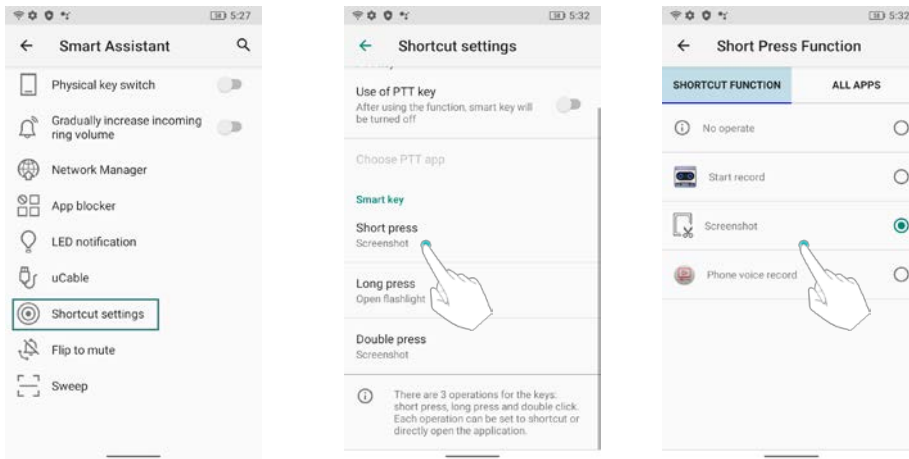 5:27
Smart Assistant
Physical key switch
Gradually increase incoming
ring volume
Network Manager
App blocker
LED notification
uCable
Shortcut settings
Flip to mute
Sweep
5:32
Shortcut settings
Use of PTT key
After using the function, smart key will
be turned off
Choose PTT app
Smart key
Short press
Screenshot
Long press
Open flashlight
Double press
Screenshot
There are 3 operations for the keys:
short press, long press and double click.
Each operation can be set to shortcut or
directly open the application.
5:32
Short Press Function
SHORTCUT FUNCTION
ALL APPS
No operate
Start record
Screenshot
Phone voice record